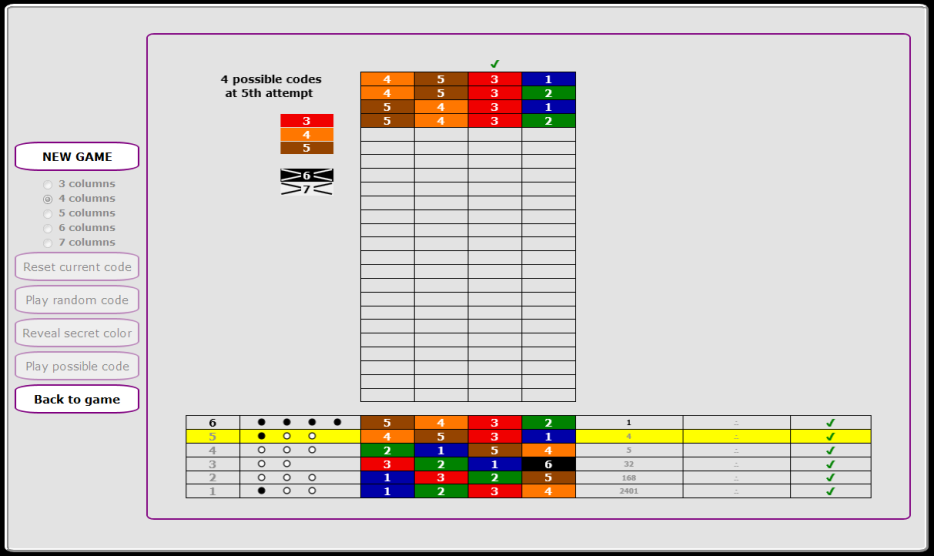 4 possible codes
at 5th attempt
4 5 3 1
4 5 3 2
5 4 3 1
5 4 3 2
3
4
5
6
7
NEW GAME
3 columns
4 columns
5 columns
6 columns
7 columns
Reset current code
Play random code
Reveal secret color
Play possible code
Back to game
6 5 4 3 2 1
5 4 5 3 1 4
4 2 1 5 4 5
3 3 2 1 6 32
2 1 3 2 5 168
1 1 2 3 4 2401